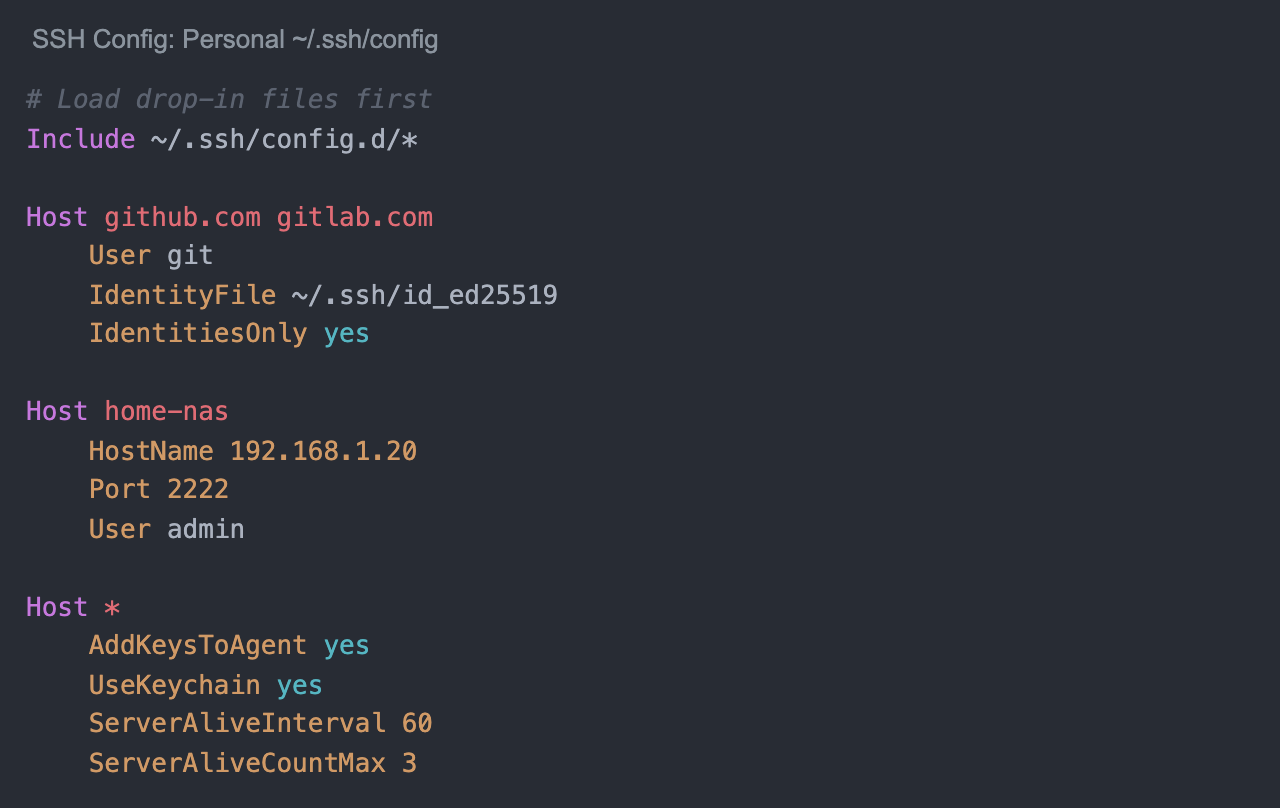 SSH Config: Personal ~/.ssh/config
# Load drop-in files first
Include ~/.ssh/config.d/*
Host github.com gitlab.com
    User git
    IdentityFile ~/.ssh/id_ed25519
    IdentitiesOnly yes
Host home-nas
    HostName 192.168.1.20
    Port 2222
    User admin
Host *
    AddKeysToAgent yes
    UseKeychain yes
    ServerAliveInterval 60
    ServerAliveCountMax 3